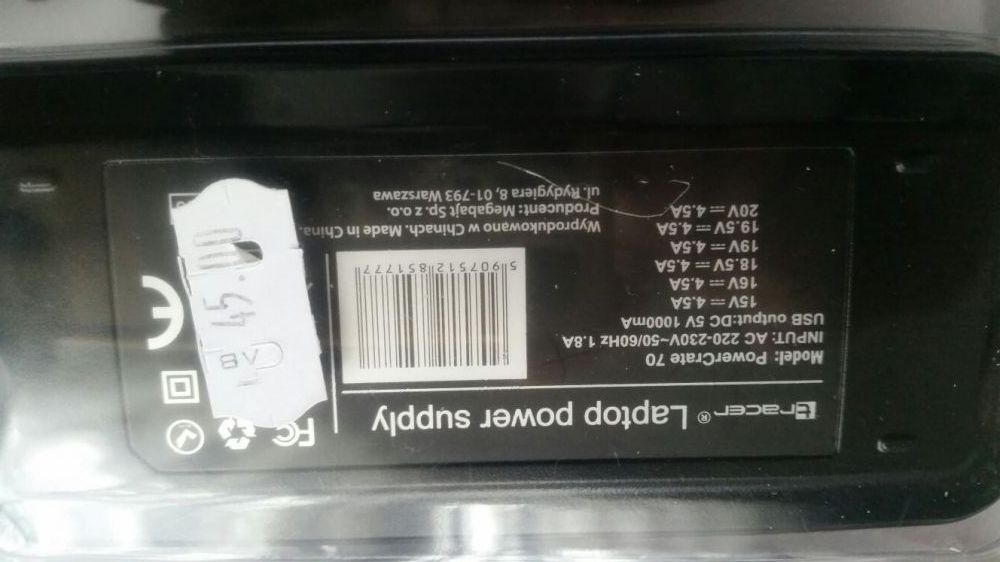 tracer® Laptop power supply
Model: PowerCrate 70
INPUT: AC 220-230V~50/60Hz 1.8A
USB output:DC 5V 1000mA
15V ⎓ 4.5A
16V ⎓ 4.5A
18.5V ⎓ 4.5A
19V ⎓ 4.5A
19.5V ⎓ 4.5A
20V ⎓ 4.5A
5 907512 851777
Wyprodukowano w Chinach. Made in China.
Producent: Megabajt Sp. z o.o.
ul. Rydygiera 8, 01-793 Warszawa
FC
CE
45.00